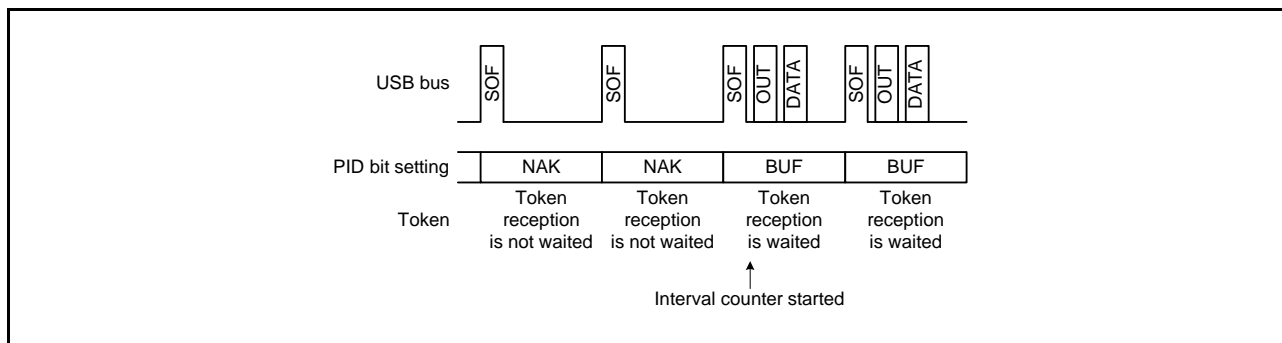 USB bus
SOF
SOF
SOF
OUT
DATA
SOF
OUT
DATA
PID bit setting
NAK
NAK
BUF
BUF
Token
Token
reception
is not waited
Token
reception
is not waited
Token
reception
is waited
Token
reception
is waited
Interval counter started